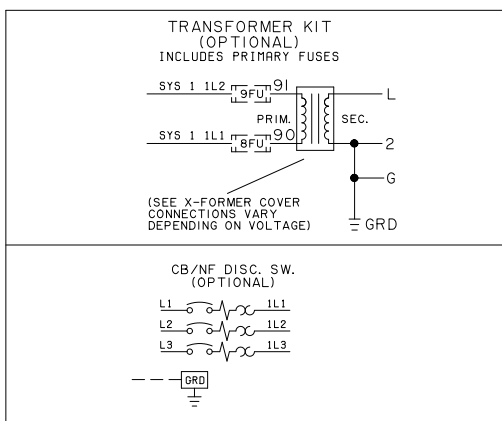 TRANSFORMER KIT
(OPTIONAL)
INCLUDES PRIMARY FUSES
SYS 1 1L2 9FU 91 L
PRIM. SEC.
SYS 1 1L1 8FU 90 2
G
(SEE X-FORMER COVER
CONNECTIONS VARY
DEPENDING ON VOLTAGE)
GRD
CB/NF DISC. SW.
(OPTIONAL)
L1 1L1
L2 1L2
L3 1L3
GRD